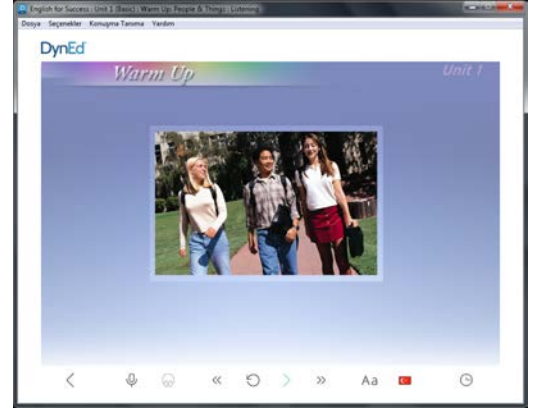 English for Success : Unit 1 (Basic) : Warm Up: People & Things : Listening
Dosya Seçenekler Konuşma Tanıma Yardım
DynEd
Warm Up
Unit 1
Aa